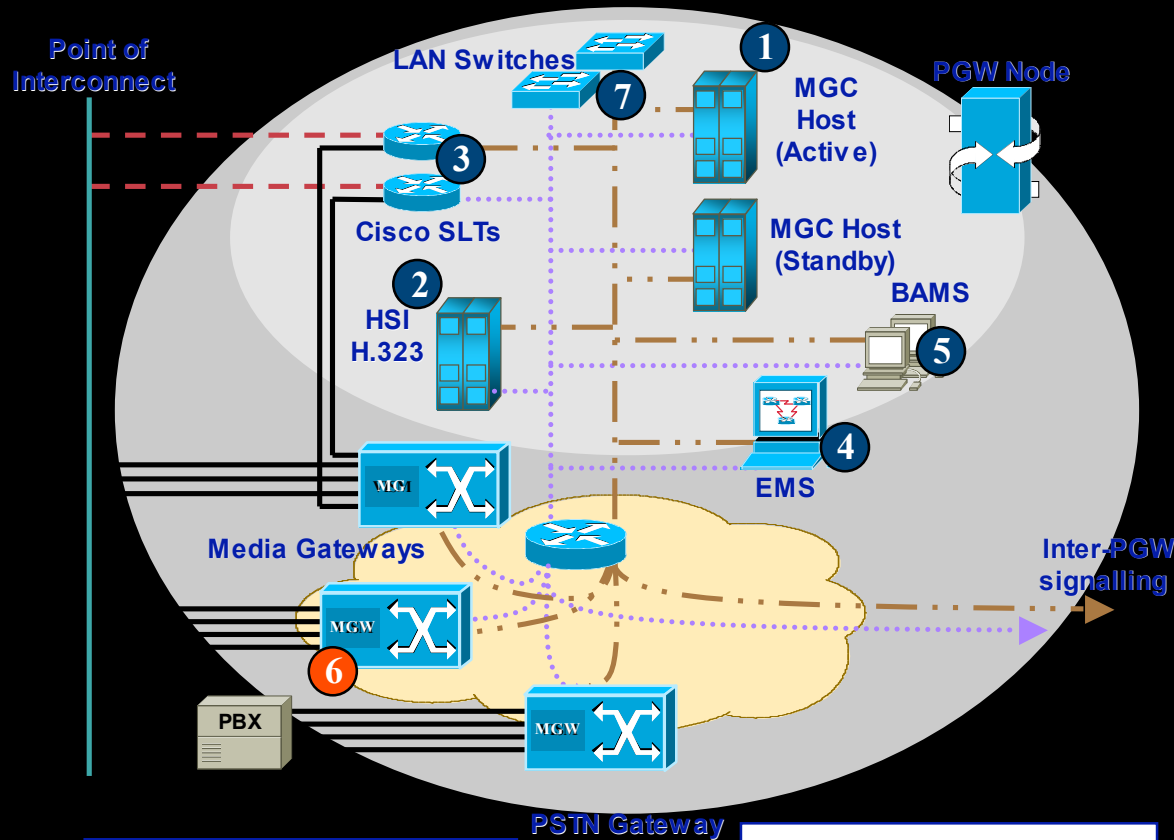 Point of
Interconnect
LAN Switches
7
1
MGC
Host
(Active)
PGW Node
3
Cisco SLTs
MGC Host
(Standby)
2
HSI
H.323
BAMS
5
4
EMS
Media Gateways
Inter-PGW
signalling
MGW
6
PBX
MGW
PSTN Gateway